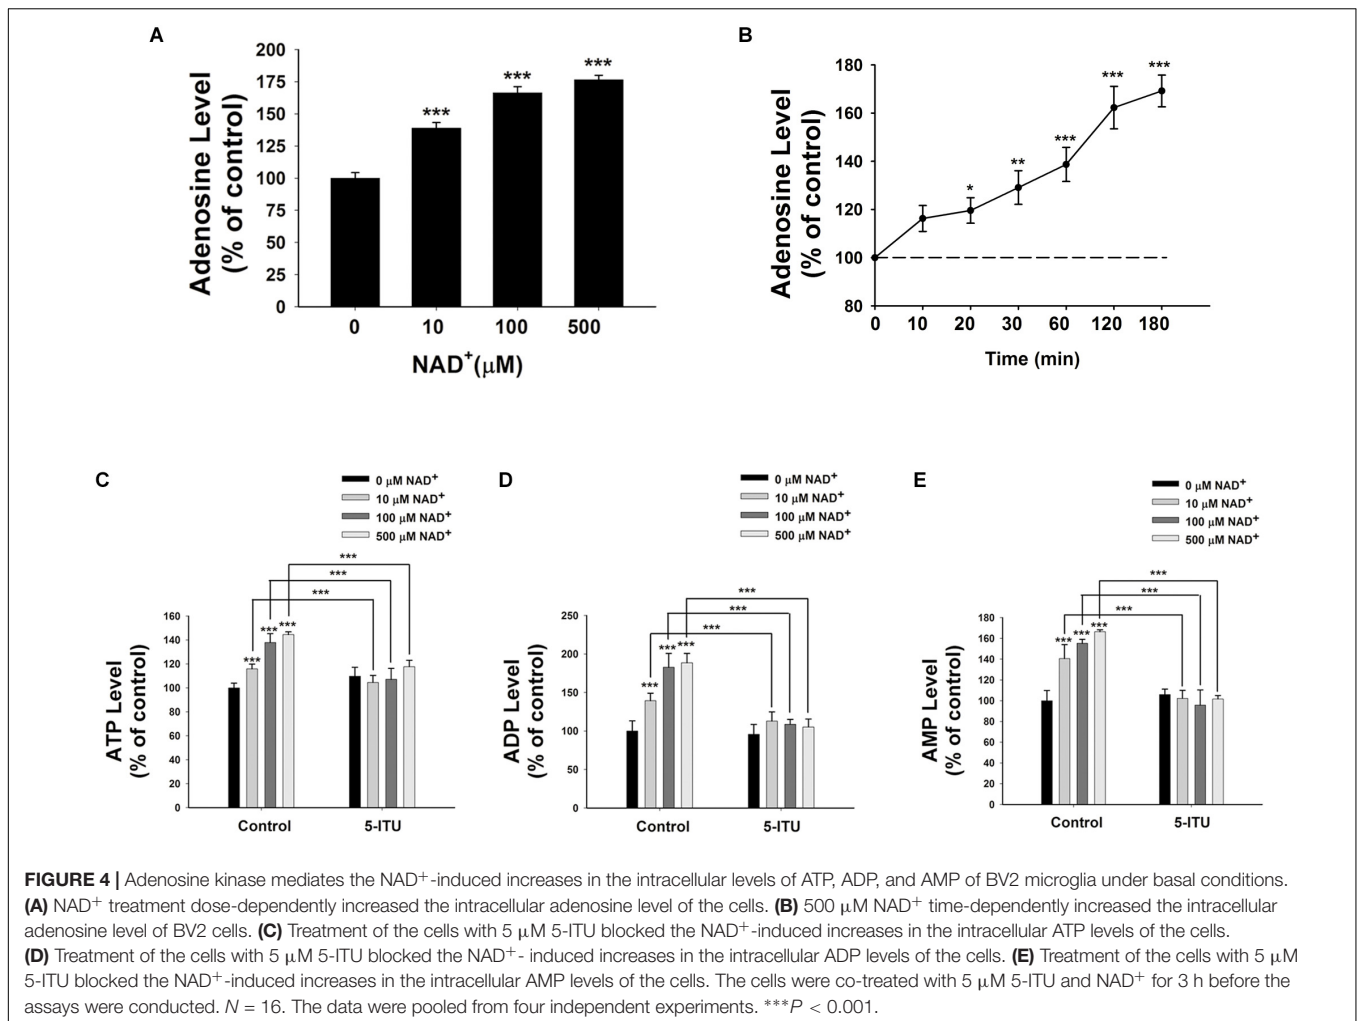 A
200
175
150
125
100
75
50
25
0
Adenosine Level
(% of control)
***
***
***
0
10
100
500
NAD+(μM)
B
180
160
140
120
100
80
Adenosine Level
(% of control)
*
**
***
***
***
0
10
20
30
60
120
180
Time (min)
C
0 μM NAD+
10 μM NAD+
100 μM NAD+
500 μM NAD+
***
***
***
160
140
120
100
80
60
40
20
0
ATP Level
(% of control)
***
***
***
Control
5-ITU
D
0 μM NAD+
10 μM NAD+
100 μM NAD+
500 μM NAD+
***
***
***
250
200
150
100
50
0
ADP Level
(% of control)
***
***
***
Control
5-ITU
E
0 μM NAD+
10 μM NAD+
100 μM NAD+
500 μM NAD+
***
***
***
180
160
140
120
100
80
60
40
20
0
AMP Level
(% of control)
***
***
***
Control
5-ITU
FIGURE 4 | Adenosine kinase mediates the NAD+-induced increases in the intracellular levels of ATP, ADP, and AMP of BV2 microglia under basal conditions.
(A) NAD+ treatment dose-dependently increased the intracellular adenosine level of the cells. (B) 500 μM NAD+ time-dependently increased the intracellular
adenosine level of BV2 cells. (C) Treatment of the cells with 5 μM 5-ITU blocked the NAD+-induced increases in the intracellular ATP levels of the cells.
(D) Treatment of the cells with 5 μM 5-ITU blocked the NAD+- induced increases in the intracellular ADP levels of the cells. (E) Treatment of the cells with 5 μM
5-ITU blocked the NAD+-induced increases in the intracellular AMP levels of the cells. The cells were co-treated with 5 μM 5-ITU and NAD+ for 3 h before the
assays were conducted. N = 16. The data were pooled from four independent experiments. ***P < 0.001.